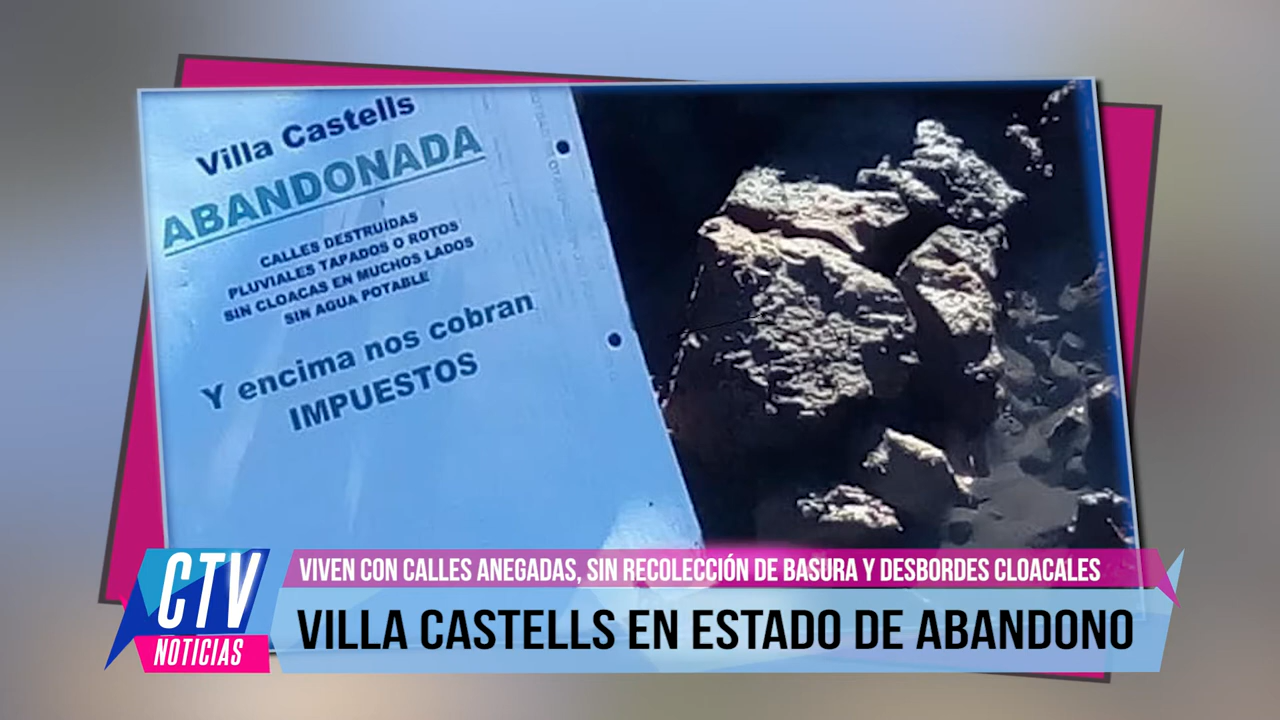 Villa Castells
ABANDONADA
CALLES DESTRUÍDAS
PLUVIALES TAPADOS O ROTOS
SIN CLOACAS EN MUCHOS LADOS
SIN AGUA POTABLE
Y encima nos cobran
IMPUESTOS
CTV
NOTICIAS
VIVEN CON CALLES ANEGADAS, SIN RECOLECCIÓN DE BASURA Y DESBORDES CLOACALES
VILLA CASTELLS EN ESTADO DE ABANDONO